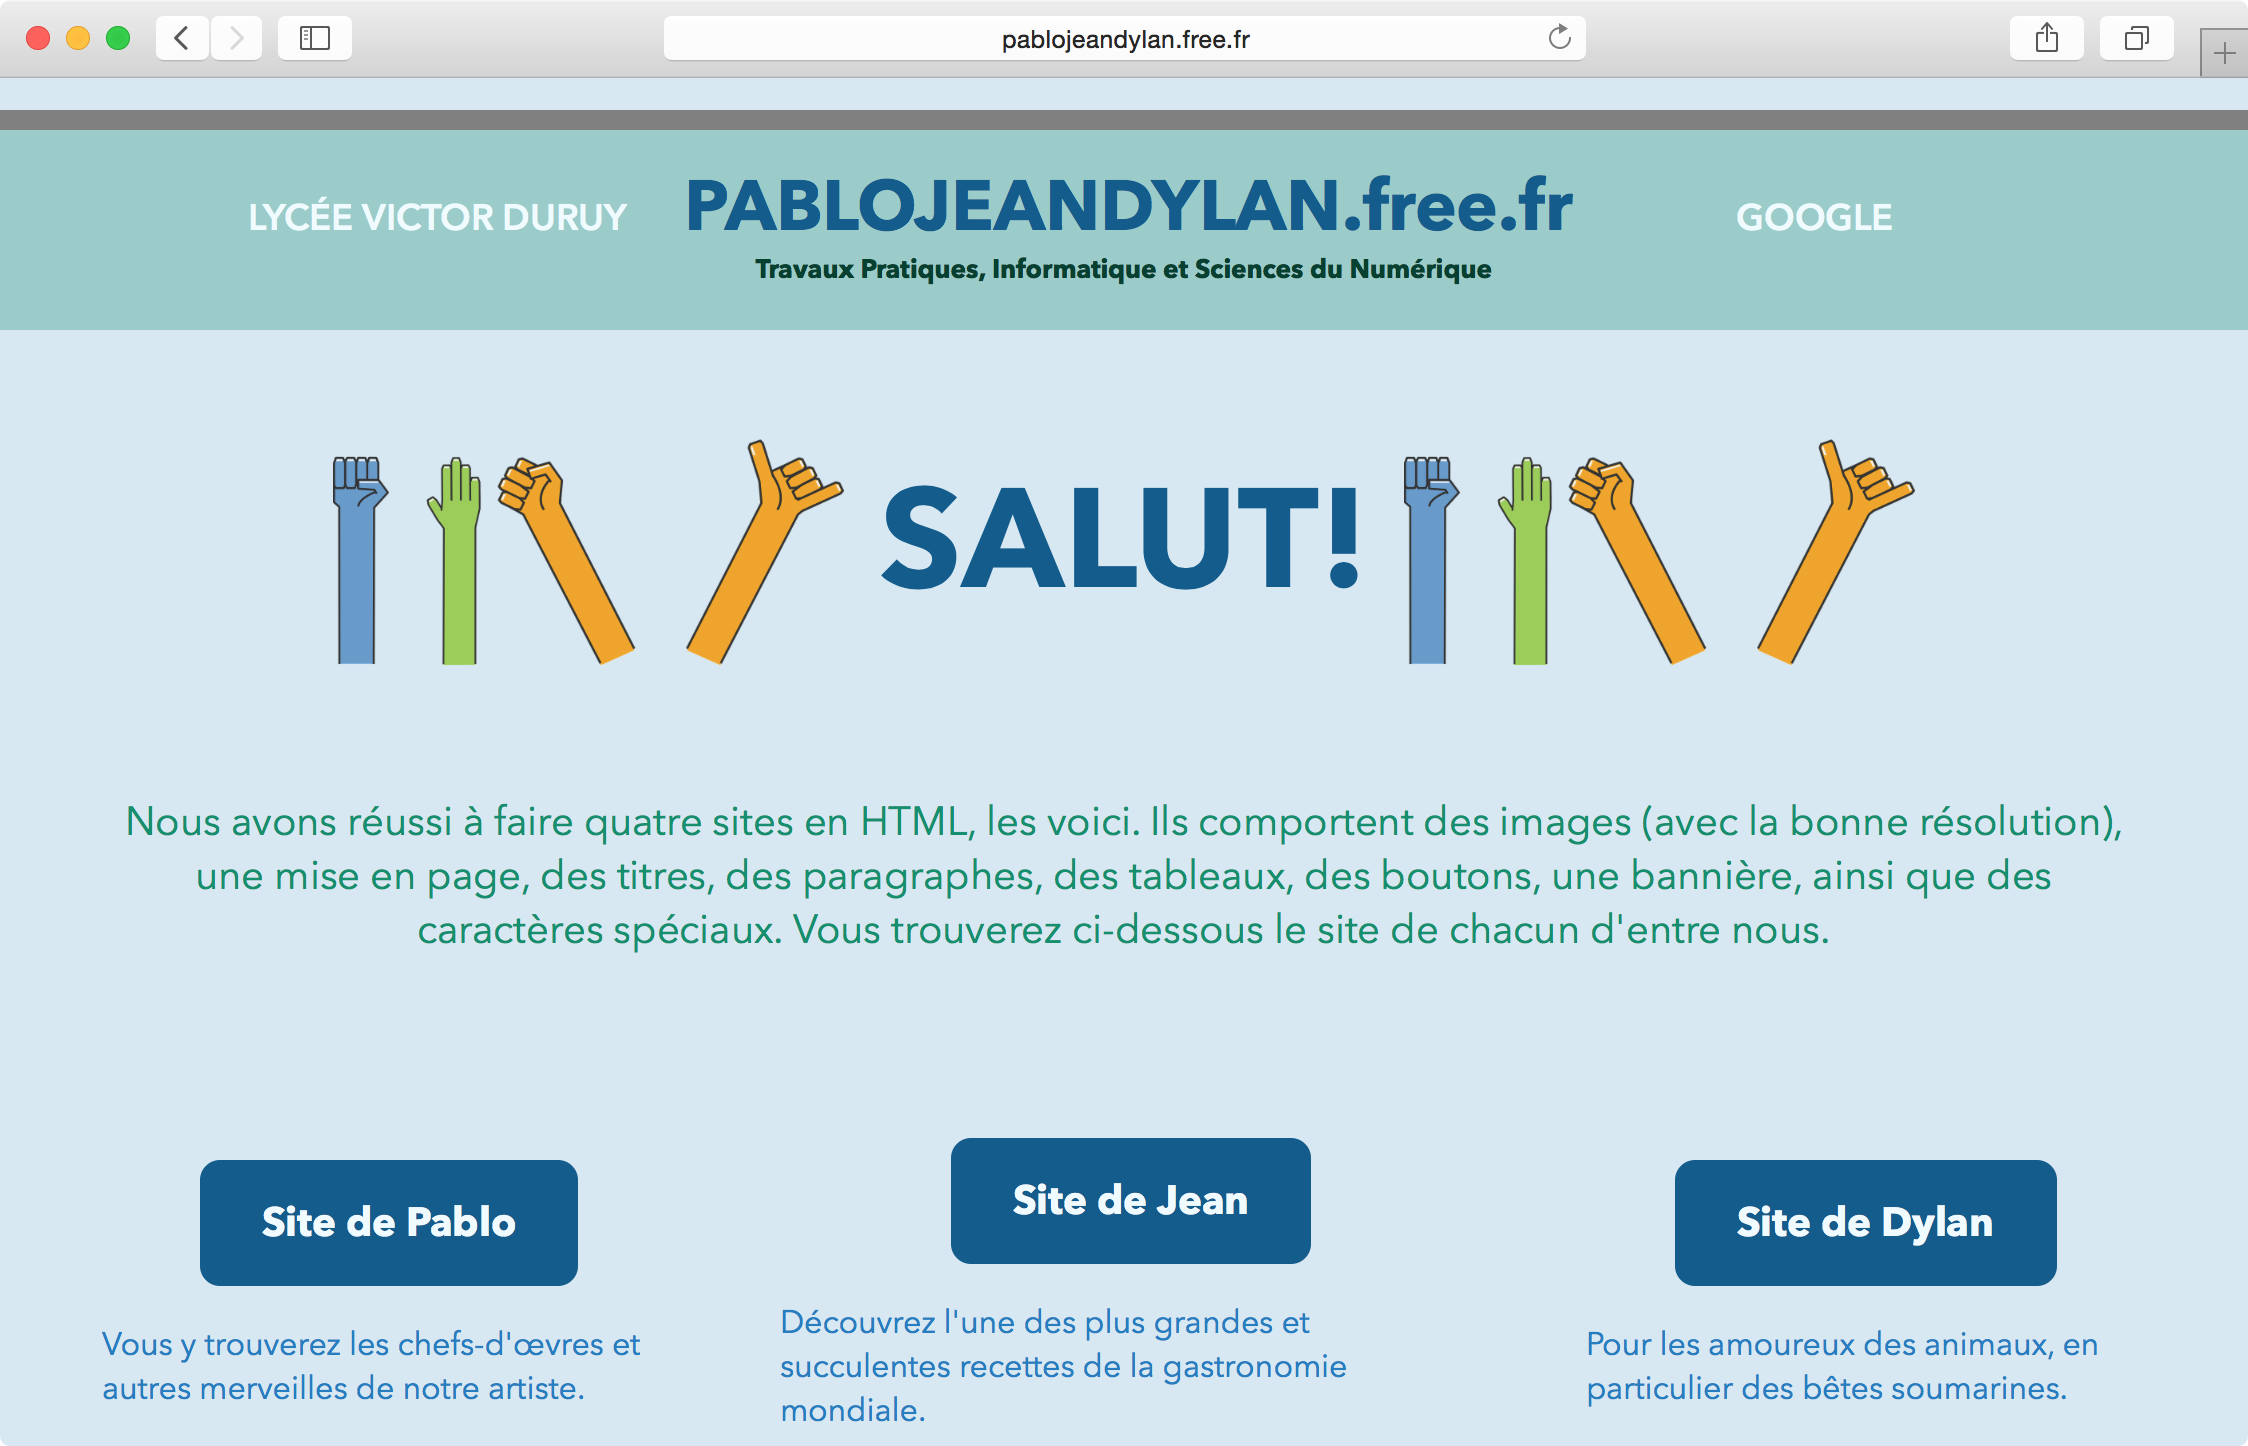 pablojeandylan.free.fr
LYCÉE VICTOR DURUY
PABLOJEANDYLAN.free.fr
GOOGLE
Travaux Pratiques, Informatique et Sciences du Numérique
SALUT!
Nous avons réussi à faire quatre sites en HTML, les voici. Ils comportent des images (avec la bonne résolution),
une mise en page, des titres, des paragraphes, des tableaux, des boutons, une bannière, ainsi que des
caractères spéciaux. Vous trouverez ci-dessous le site de chacun d'entre nous.
Site de Pablo
Vous y trouverez les chefs-d'œvres et
autres merveilles de notre artiste.
Site de Jean
Découvrez l'une des plus grandes et
succulentes recettes de la gastronomie
mondiale.
Site de Dylan
Pour les amoureux des animaux, en
particulier des bêtes soumarines.